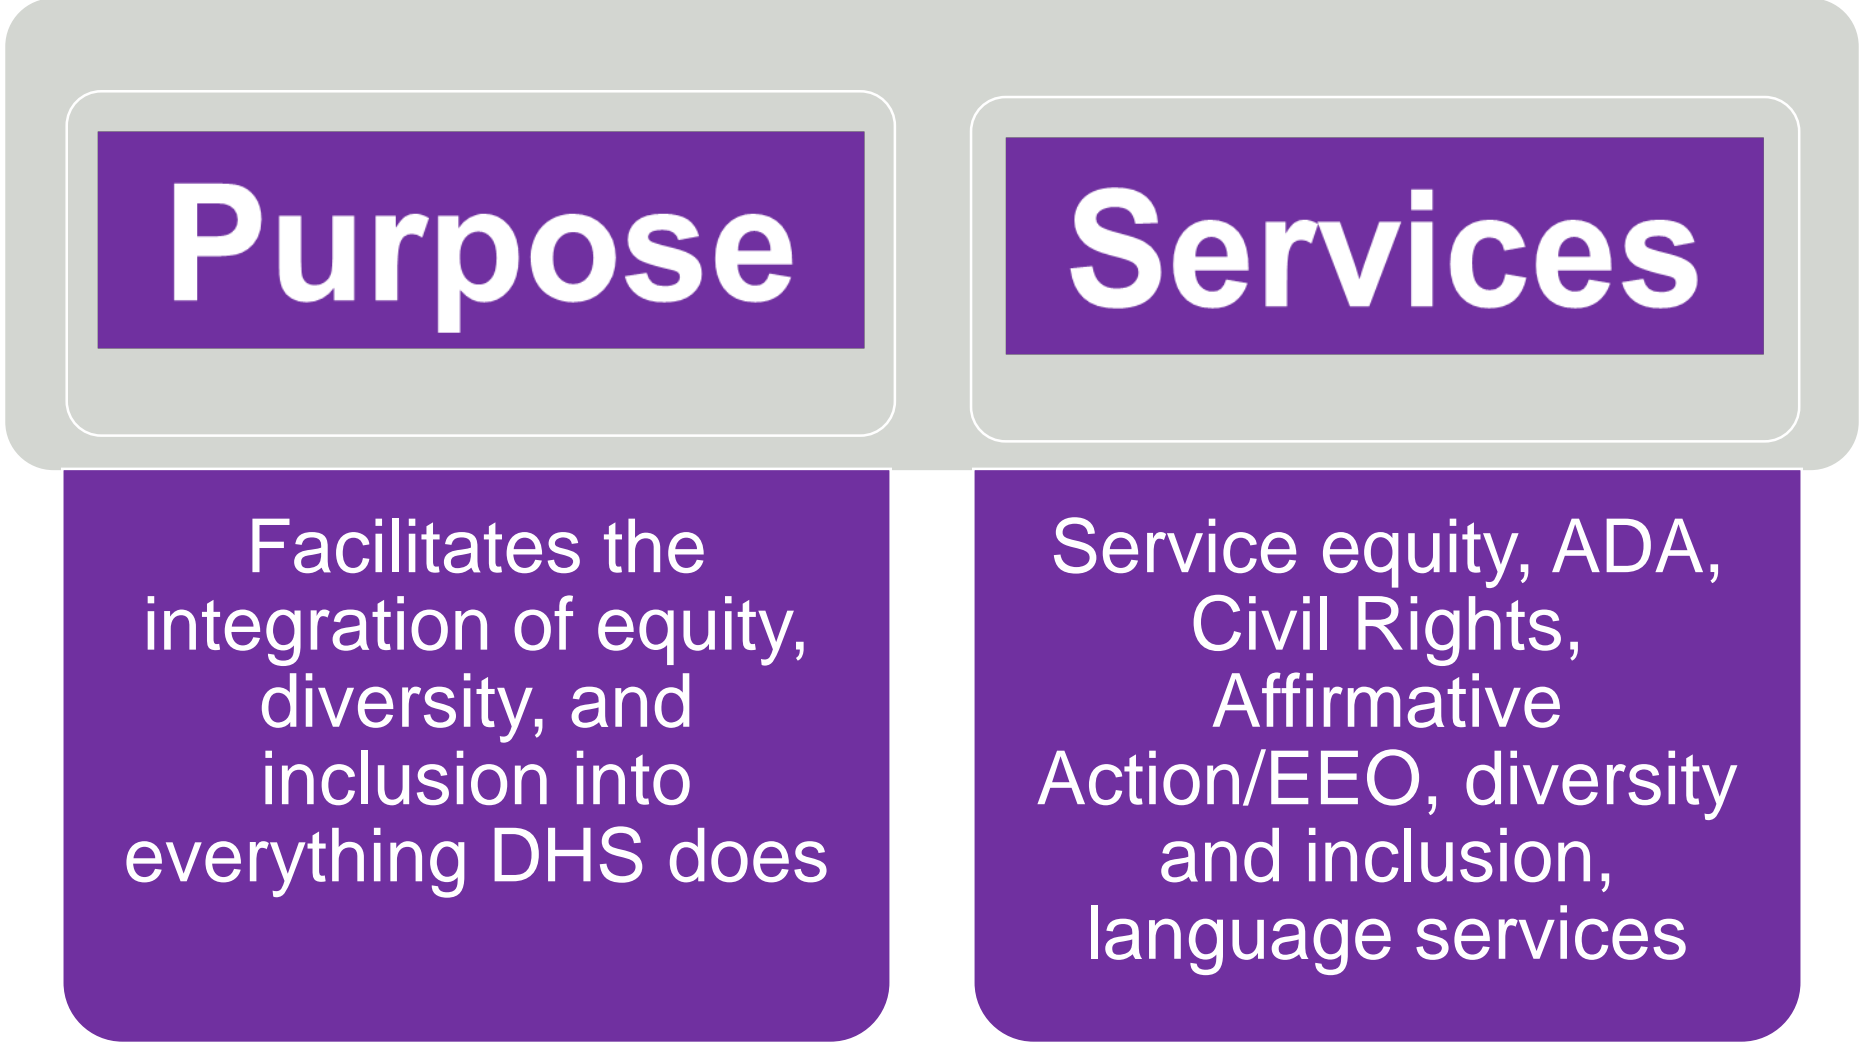 Purpose
Facilitates the
integration of equity,
diversity, and
inclusion into
everything DHS does
Services
Service equity, ADA,
Civil Rights,
Affirmative
Action/EEO, diversity
and inclusion,
language services